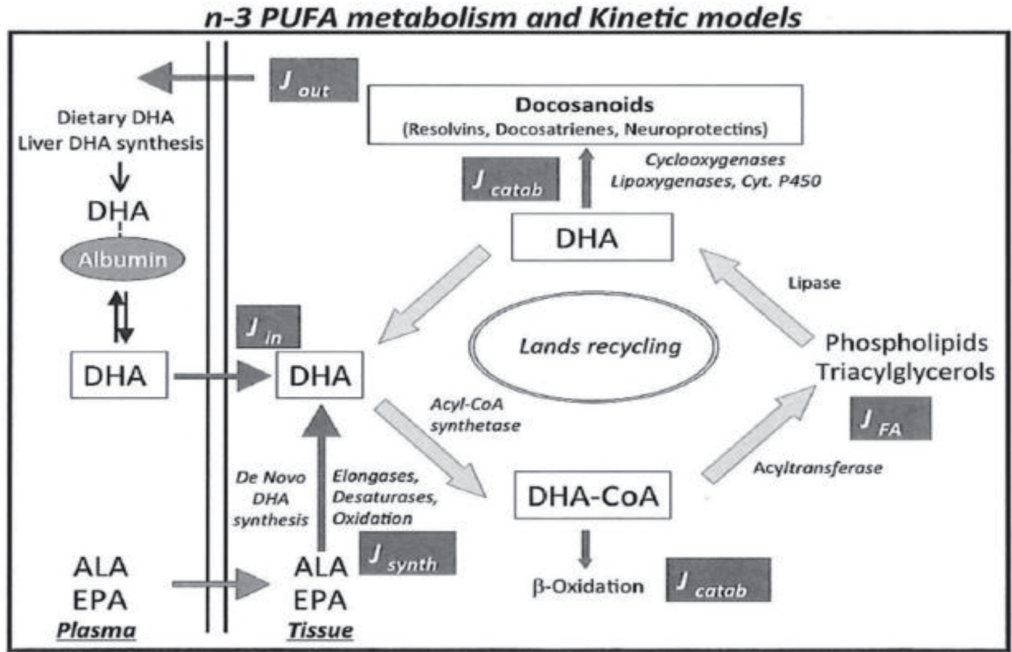 n-3 PUFA metabolism and Kinetic models
J out
Dietary DHA
Liver DHA synthesis
DHA
Albumin
DHA
J in
DHA
Docosanoids
(Resolvins, Docosatrienes, Neuroprotectins)
J catab
Cyclooxygenases
Lipoxygenases, Cyt. P450
DHA
Lipase
Lands recycling
Phospholipids
Triacylglycerols
J FA
Acyl-CoA
synthetase
Acyltransferase
DHA-CoA
De Novo
DHA
synthesis
Elongases,
Desaturases,
Oxidation
J synth
β-Oxidation
J catab
ALA
EPA
Plasma
ALA
EPA
Tissue